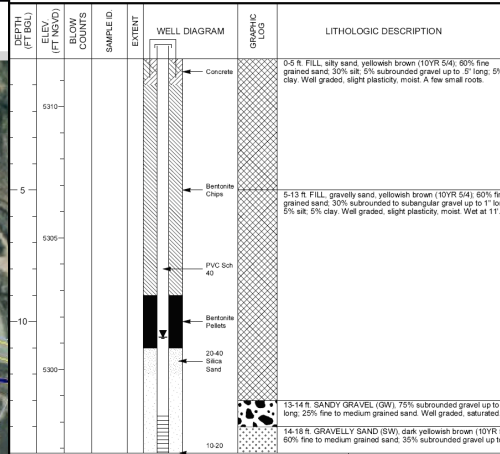 DEPTH
(FT BGL)
ELEV.
(FT NGVD)
BLOW
COUNTS
SAMPLE ID.
EXTENT
WELL DIAGRAM
GRAPHIC
LOG
LITHOLOGIC DESCRIPTION
Concrete
0-5 ft. FILL, silty sand, yellowish brown (10YR 5/4); 60% fine
grained sand; 30% silt; 5% subrounded gravel up to .5" long; 5%
clay. Well graded, slight plasticity, moist. A few small roots.
5310
5
Bentonite
Chips
5-13 ft. FILL, gravelly sand, yellowish brown (10YR 5/4); 60%
grained sand; 30% subrounded to subangular gravel up to 1"
5% silt; 5% clay. Well graded, slight plasticity, moist. Wet at 11'.
5305
PVC Sch
40
10
Bentonite
Pellets
20-40
Silica
Sand
5300
13-14 ft. SANDY GRAVEL (GW), 75% subrounded gravel up to
long; 25% fine to medium grained sand. Well graded, saturated
14-18 ft. GRAVELLY SAND (SW), dark yellowish brown (10YR
60% fine to medium grained sand; 35% subrounded gravel up
10-20